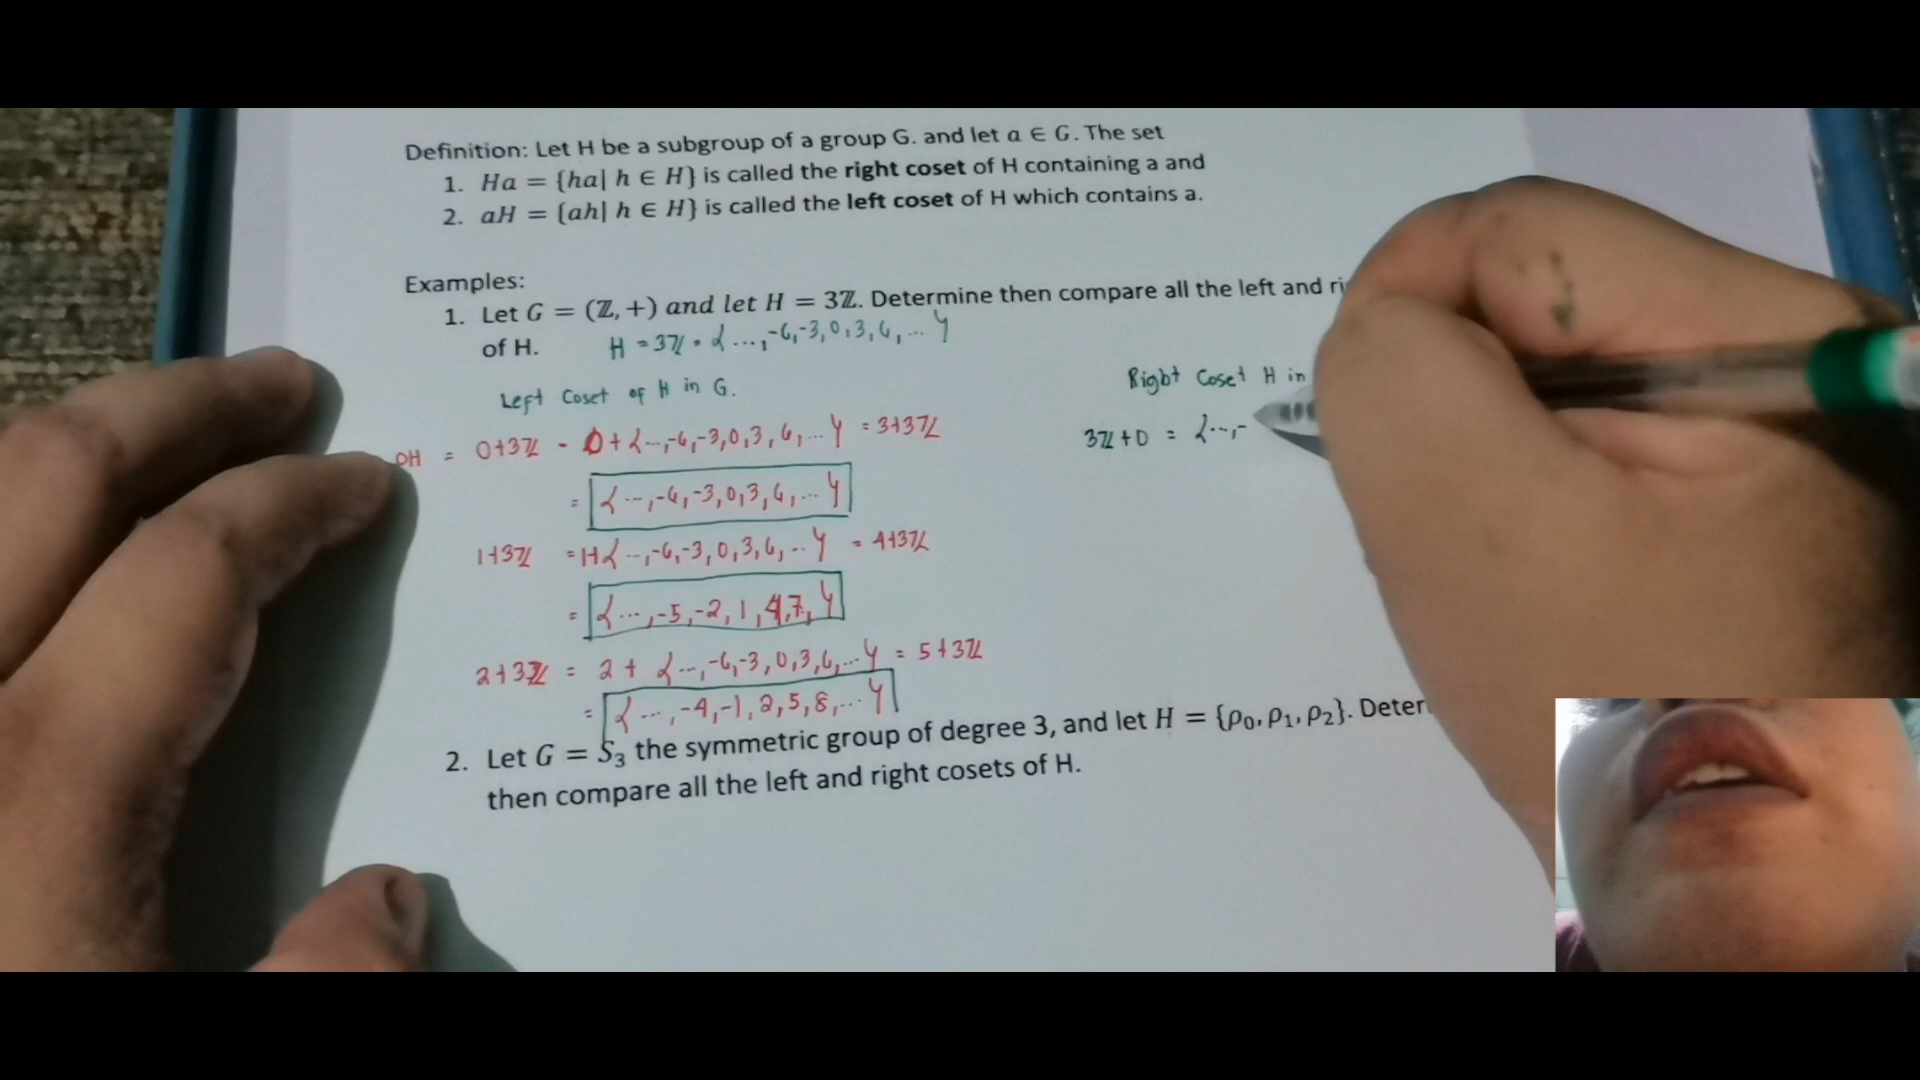 Definition: Let H be a subgroup of a group G. and let a ∈ G. The set
1. Ha = {ha| h ∈ H} is called the right coset of H containing a and
2. aH = {ah| h ∈ H} is called the left coset of H which contains a.
Examples:
1. Let G = (ℤ, +) and let H = 3ℤ. Determine then compare all the left and
of H. H = 3ℤ = {..., -6, -3, 0, 3, 6, ... }
Left Coset of H in G.
0H = 0+3ℤ = 0+{..., -6, -3, 0, 3, 6, ... } = 3+3ℤ
= {..., -6, -3, 0, 3, 6, ... }
1+3ℤ = 1+{..., -6, -3, 0, 3, 6, .. } = 4+3ℤ
= {..., -5, -2, 1, 4, 7, }
2+3ℤ = 2 + {..., -6, -3, 0, 3, 6, ... } = 5+3ℤ
= {..., -4, -1, 2, 5, 8, ... }
Right Coset H in
3ℤ+0 = {..., -
2. Let G = S₃ the symmetric group of degree 3, and let H = {ρ₀, ρ₁, ρ₂}.
then compare all the left and right cosets of H.